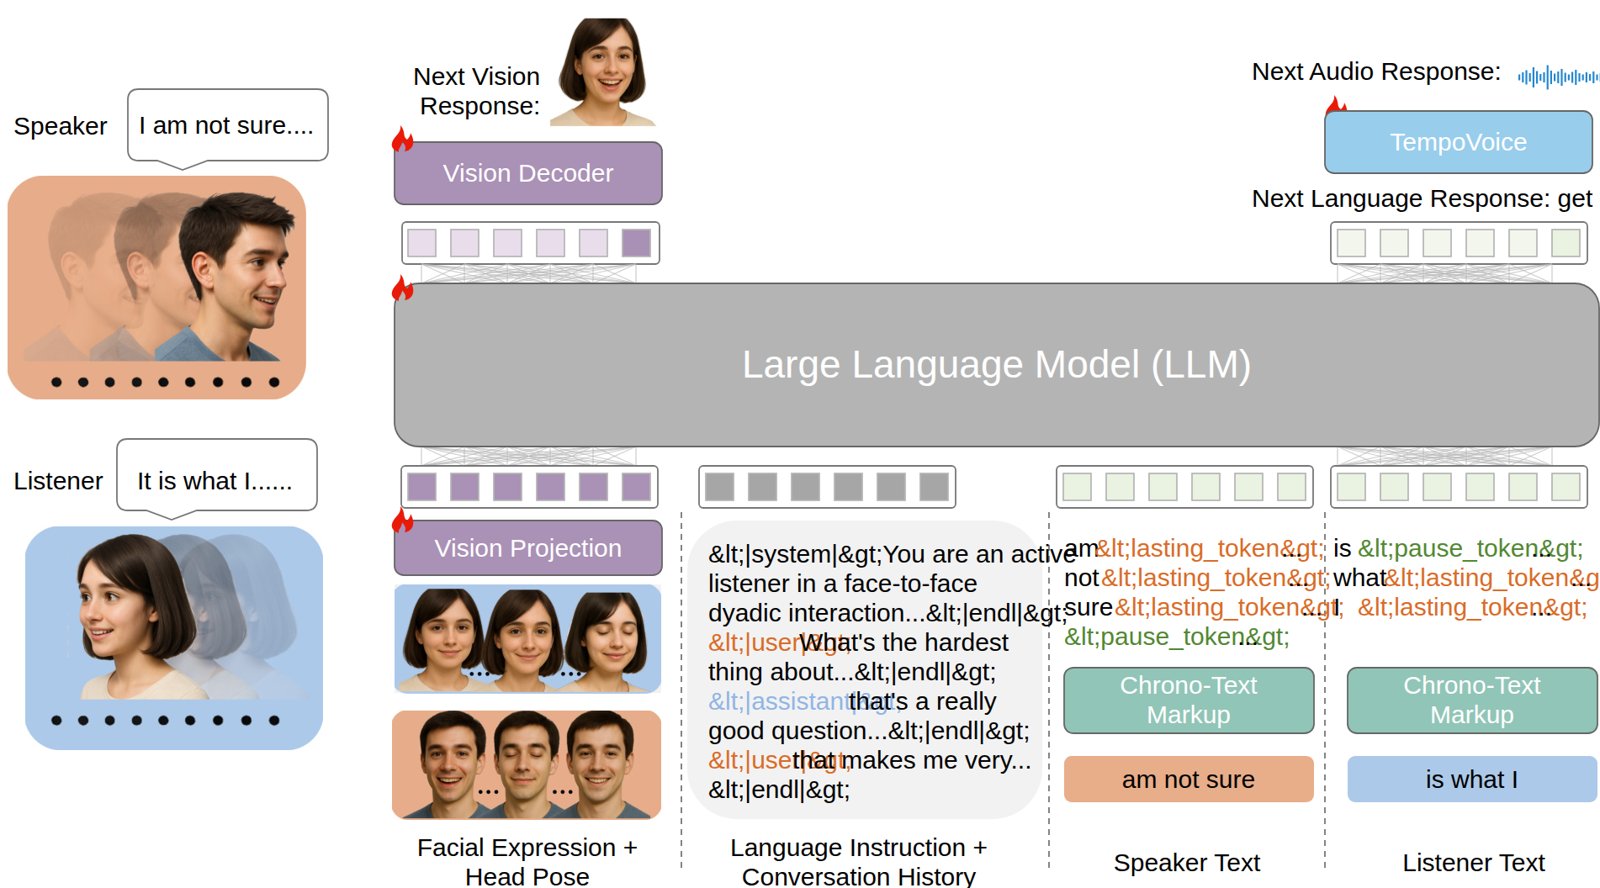 Speaker
I am not sure....
Listener
It is what I......
Next Vision
Response:
Vision Decoder
Next Audio Response:
TempoVoice
Next Language Response: get
Large Language Model (LLM)
Vision Projection
...
...
...
...
Facial Expression +
Head Pose
&lt;|system|&gt;You are an active
listener in a face-to-face
dyadic interaction...&lt;|endl|&gt;
&lt;|user|&gt;What's the hardest
thing about...&lt;|endl|&gt;
&lt;|assistant|&gt;that's a really
good question...&lt;|endl|&gt;
&lt;|user|&gt;that makes me very...
&lt;|endl|&gt;
Language Instruction +
Conversation History
am&lt;lasting_token&gt;...
not&lt;lasting_token&gt;...
sure&lt;lasting_token&gt;...
&lt;pause_token&gt;...
Chrono-Text
Markup
am not sure
Speaker Text
is &lt;pause_token&gt;...
what&lt;lasting_token&g...
I &lt;lasting_token&gt;...
Chrono-Text
Markup
is what I
Listener Text